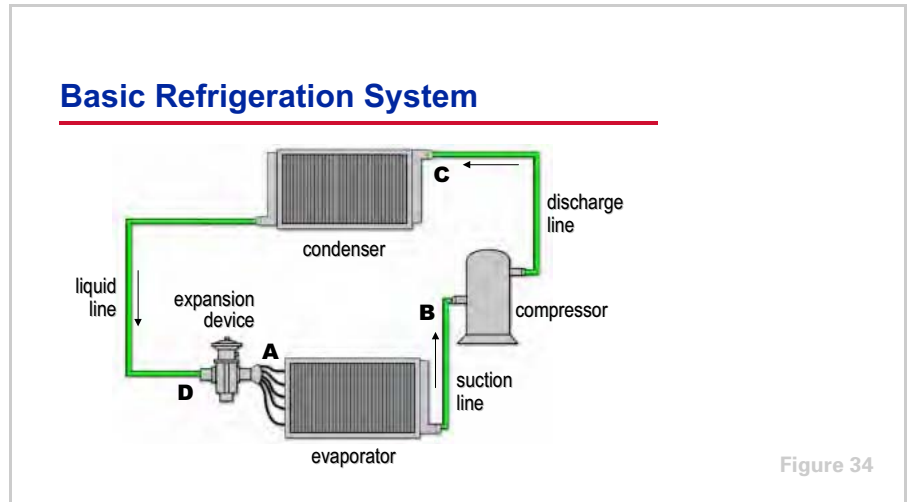 Basic Refrigeration System
C
discharge
line
condenser
liquid
line
expansion
device
B
compressor
A
D
suction
line
evaporator
Figure 34